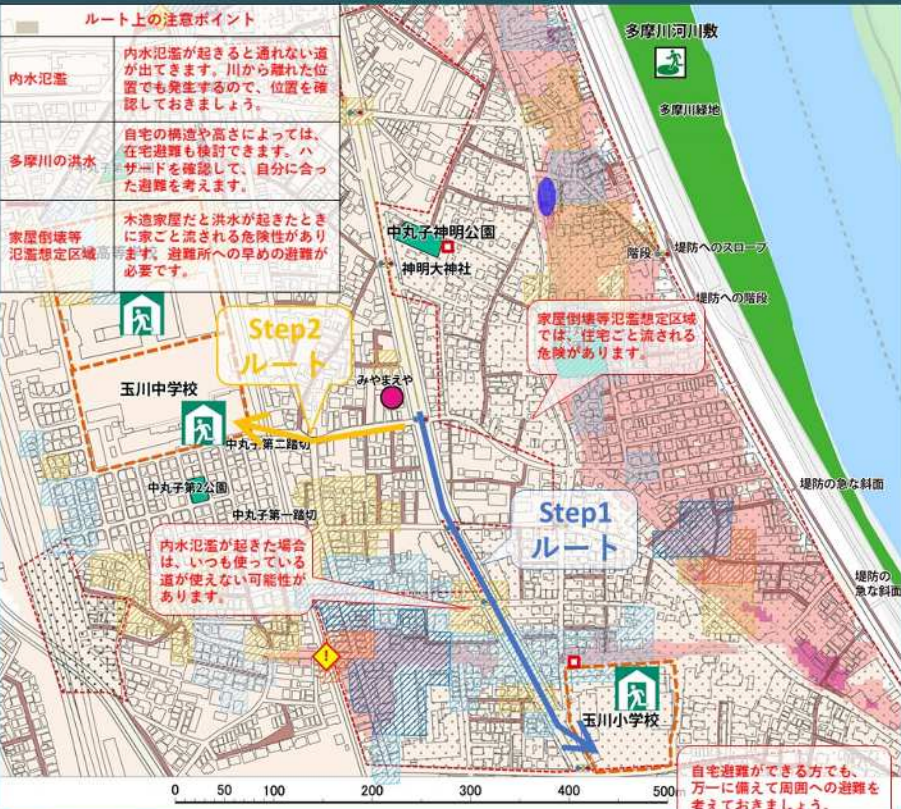 ルート上の注意ポイント
内水氾濫
内水氾濫が起きると通れない道
が出てきます。川から離れた位
置でも発生するので、位置を確
認しておきましょう。
多摩川の洪水
自宅の構造や高さによっては、
在宅避難も検討できます。ハ
ザードを確認して、自分に合っ
た避難を考えます。
家屋倒壊等
氾濫想定区域
木造家屋だと洪水が起きたとき
に家ごと流される危険性があり
ます。避難所への早めの避難が
必要です。
多摩川河川敷
多摩川緑地
中丸子神明公園
神明大神社
階段
堤防へのスロープ
堤防への階段
家屋倒壊等氾濫想定区域
では、住宅ごと流される
危険があります。
Step2
ルート
みやまえや
玉川中学校
中丸子第二踏切
中丸子第2公園
中丸子第一踏切
堤防の急な斜面
Step1
ルート
内水氾濫が起きた場合
は、いつも使っている
道が使えない可能性が
あります。
堤防の
急な斜面
!
玉川小学校
自宅避難ができる方でも、
万一に備えて周囲への避難を
考えておきましょう。
0 50 100 200 300 400 500m